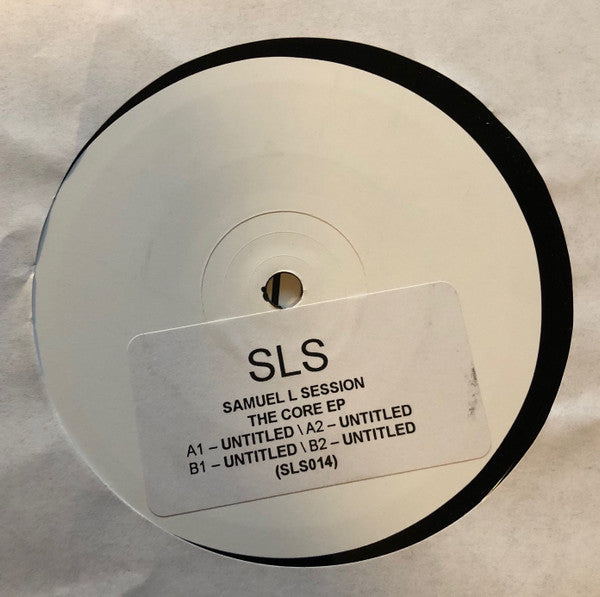 SLS
SAMUEL L SESSION
THE CORE EP
A1 – UNTITLED \ A2 – UNTITLED
B1 – UNTITLED \ B2 – UNTITLED
(SLS014)